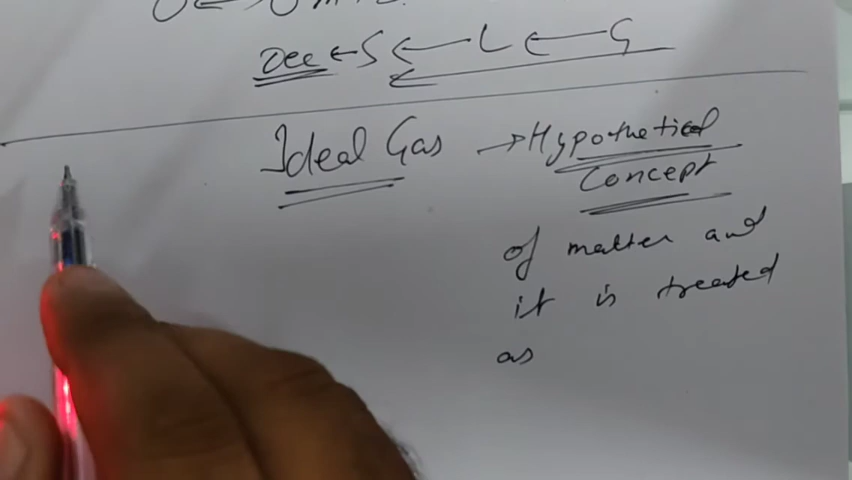 Dec ← S ← L ← G
Ideal Gas → Hypothetical
Concept
of matter and
it is treated
as